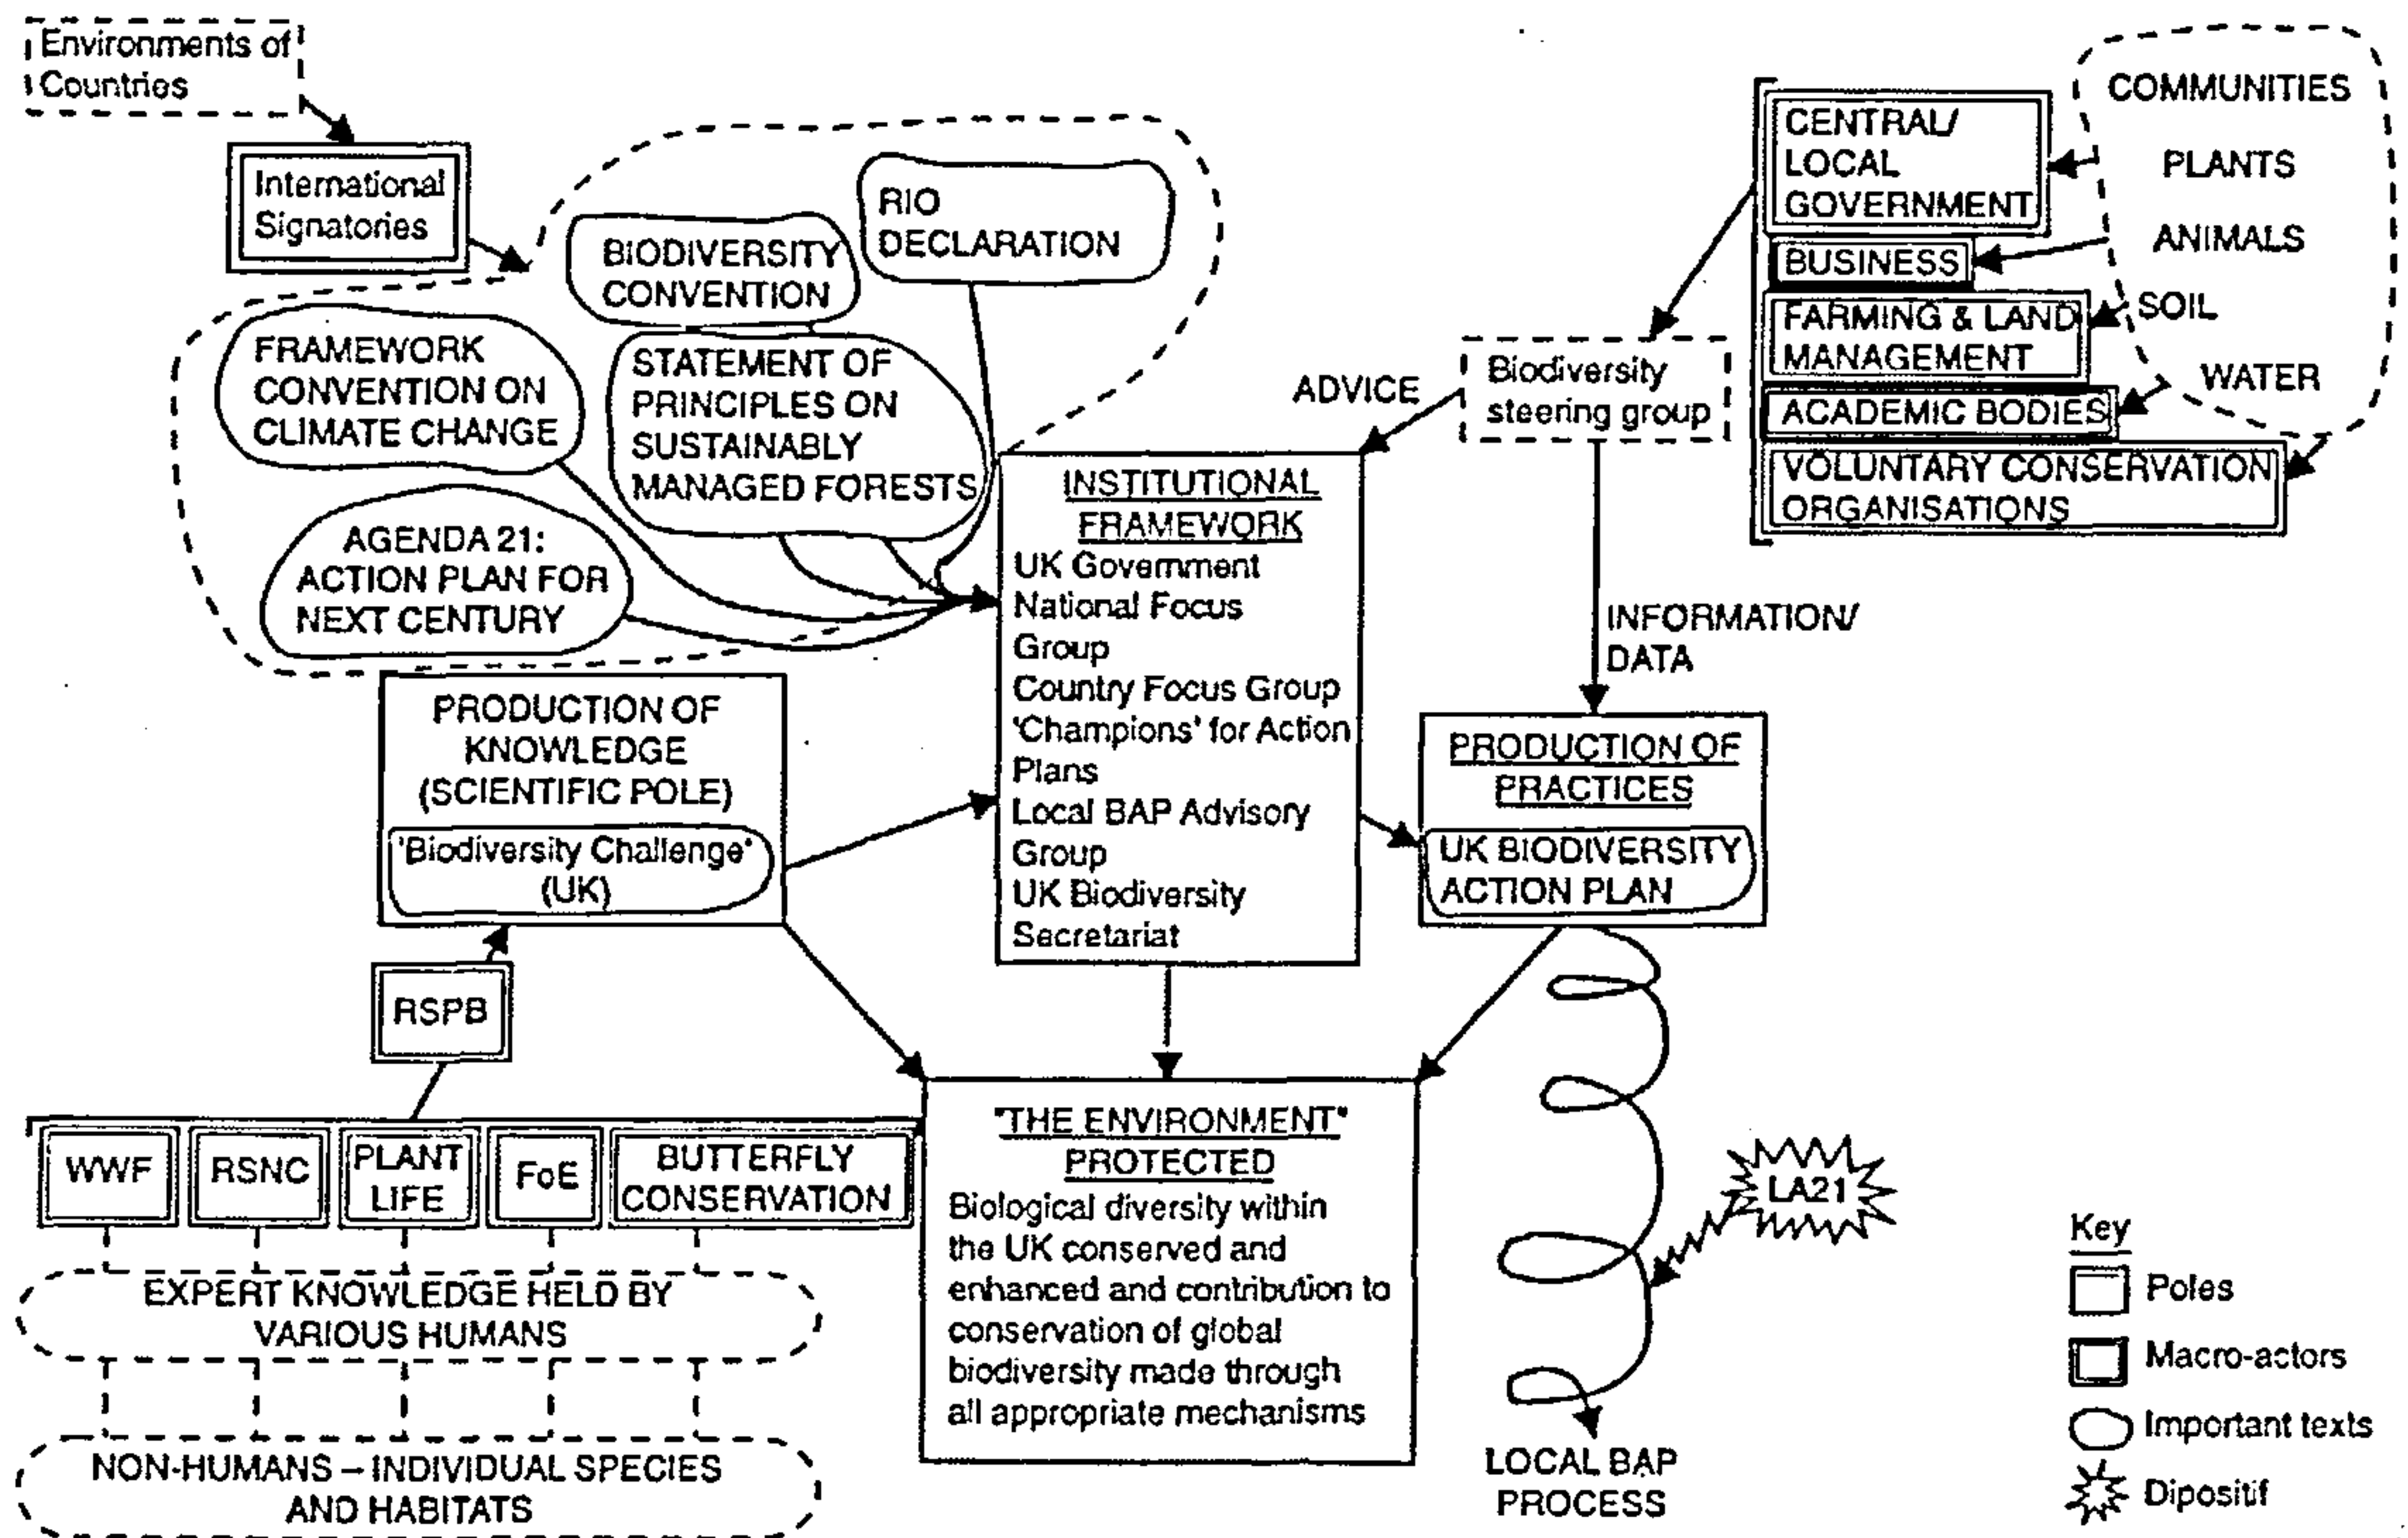 Environments of
Countries
International
Signatories
RIO
DECLARATION
BIODIVERSITY
CONVENTION
FRAMEWORK
CONVENTION ON
CLIMATE CHANGE
STATEMENT OF
PRINCIPLES ON
SUSTAINABLY
MANAGED FORESTS
AGENDA 21:
ACTION PLAN FOR
NEXT CENTURY
CENTRAL/
LOCAL
GOVERNMENT
BUSINESS
FARMING & LAND
MANAGEMENT
ACADEMIC BODIES
VOLUNTARY CONSERVATION
ORGANISATIONS
COMMUNITIES
PLANTS
ANIMALS
SOIL
WATER
ADVICE
Biodiversity
steering group
INFORMATION/
DATA
INSTITUTIONAL
FRAMEWORK
UK Government
National Focus
Group
Country Focus Group
'Champions' for Action
Plans
Local BAP Advisory
Group
UK Biodiversity
Secretariat
PRODUCTION OF
KNOWLEDGE
(SCIENTIFIC POLE)
'Biodiversity Challenge'
(UK)
PRODUCTION OF
PRACTICES
UK BIODIVERSITY
ACTION PLAN
RSPB
WWF
RSNC
PLANT
LIFE
FoE
BUTTERFLY
CONSERVATION
EXPERT KNOWLEDGE HELD BY
VARIOUS HUMANS
NON-HUMANS – INDIVIDUAL SPECIES
AND HABITATS
"THE ENVIRONMENT"
PROTECTED
Biological diversity within
the UK conserved and
enhanced and contribution to
conservation of global
biodiversity made through
all appropriate mechanisms
LA21
LOCAL BAP
PROCESS
Key
Poles
Macro-actors
Important texts
Dipositif